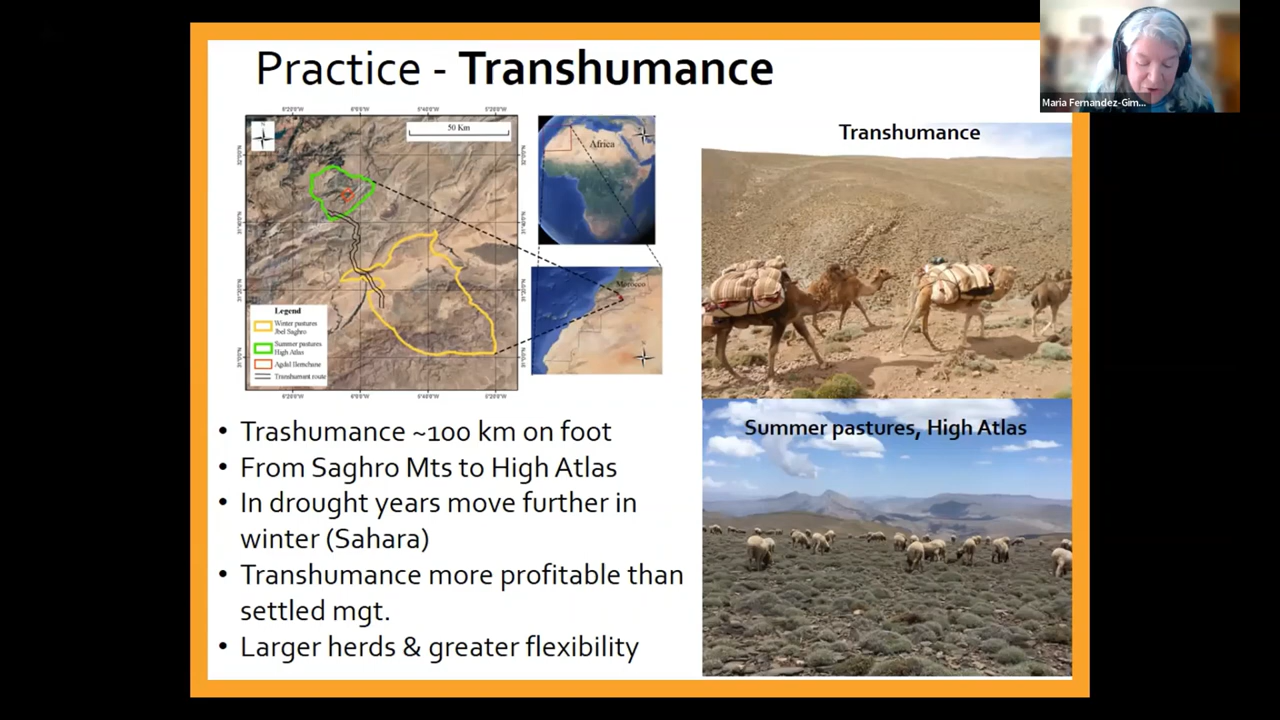 Practice - Transhumance
Maria Fernandez-Gim...
50 Km
Africa
Morocco
Legend
Winter pastures
Jbel Saghro
Summer pastures
High Atlas
Agdal Ilemchane
Transhumant route
Transhumance
Summer pastures, High Atlas
• Trashumance ~100 km on foot
• From Saghro Mts to High Atlas
• In drought years move further in
winter (Sahara)
• Transhumance more profitable than
settled mgt.
• Larger herds & greater flexibility